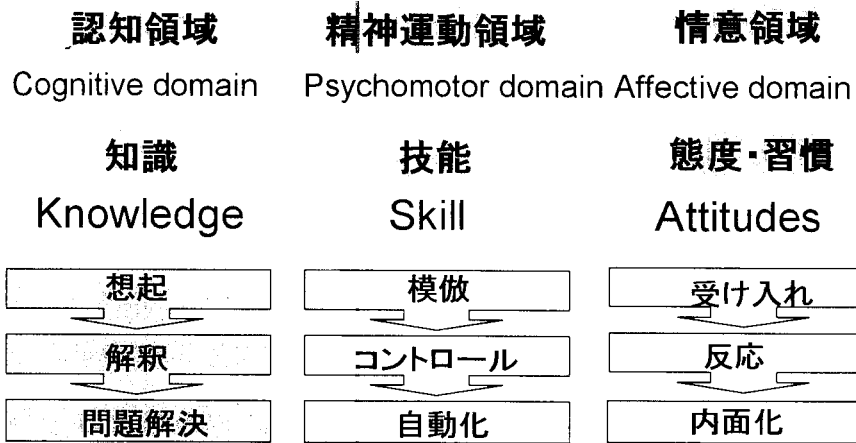 認知領域 精神運動領域 情意領域
Cognitive domain Psychomotor domain Affective domain
知識 技能 態度・習慣
Knowledge Skill Attitudes
想起 模倣 受け入れ
解釈 コントロール 反応
問題解決 自動化 内面化